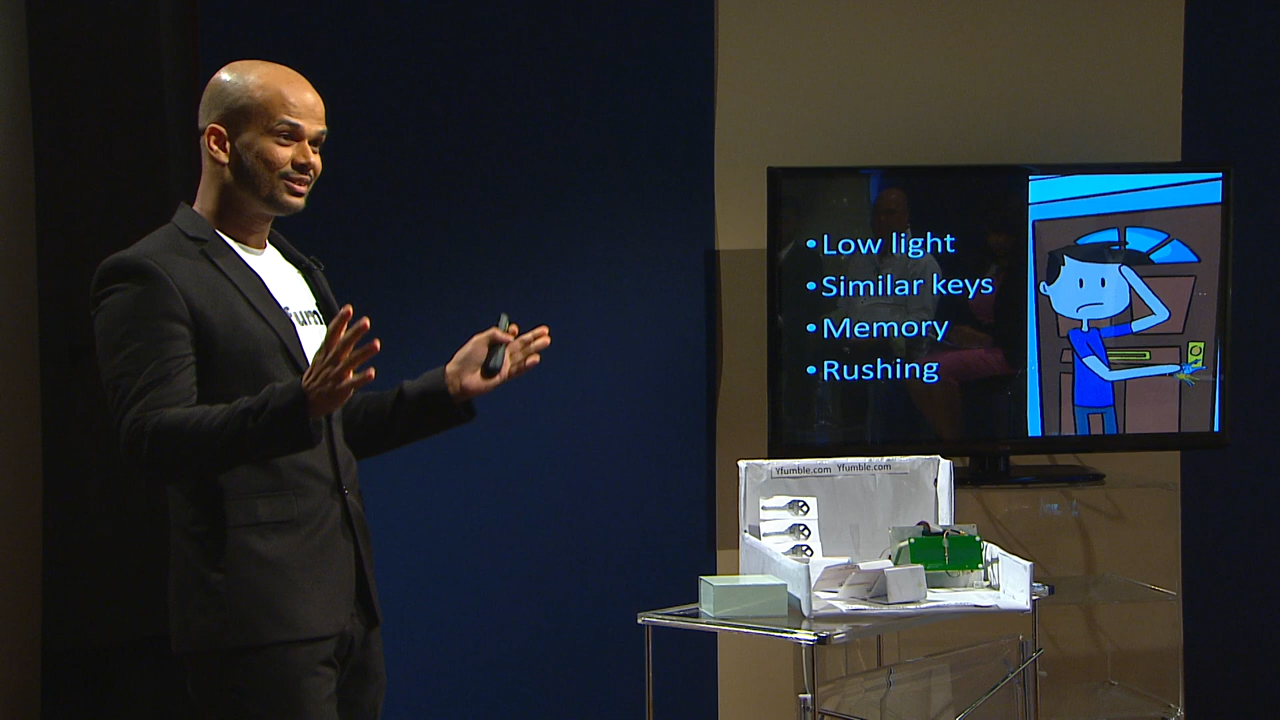 •Low light
•Similar keys
•Memory
•Rushing
Yfumble.com Yfumble.com